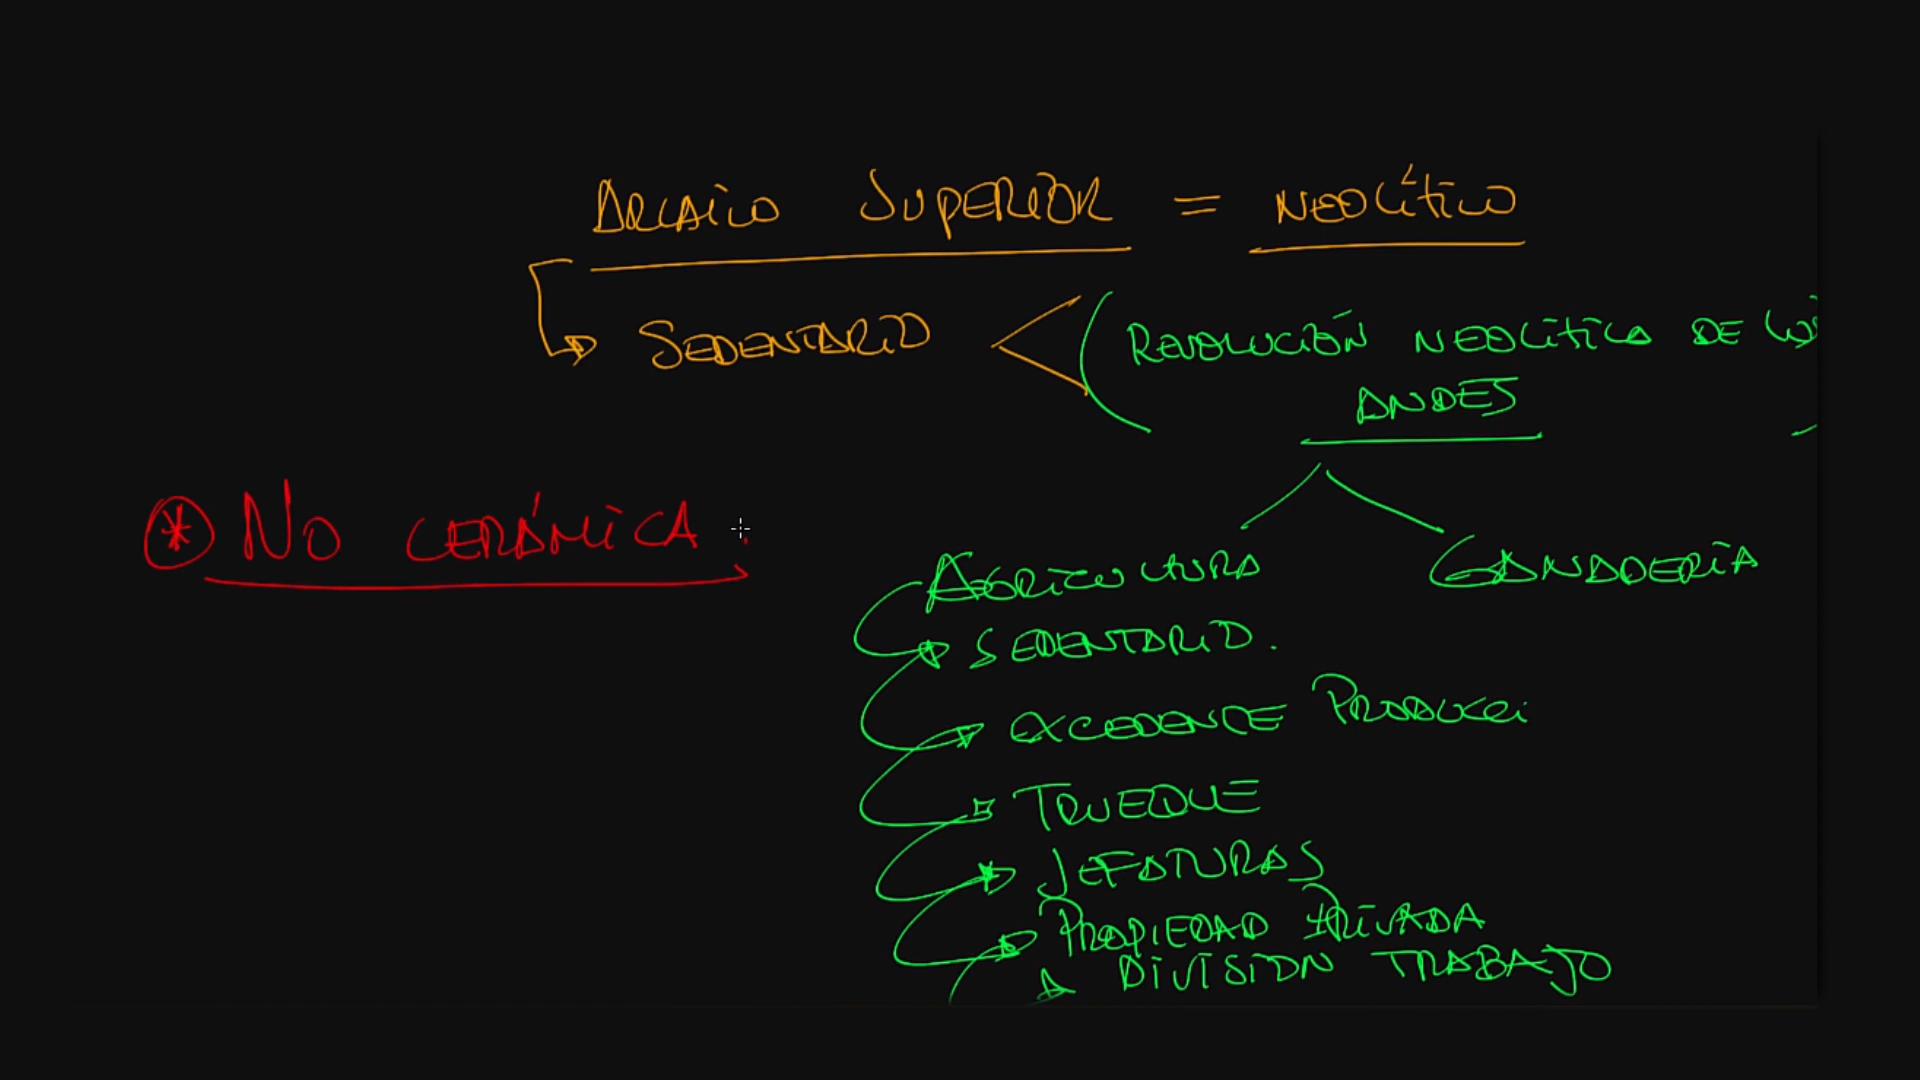 ARCAICO SUPERIOR = NEOLÍTICO
SEDENTARIO < (REVOLUCIÓN NEOLÍTICA DE LOS
ANDES
* NO CERÁMICA
AGRICULTURA GANADERÍA
SEDENTARIO.
EXCEDENTE PRODUCCI
TRUEQUE
JEFATURAS
PROPIEDAD PRIVADA
DIVISIÓN TRABAJO